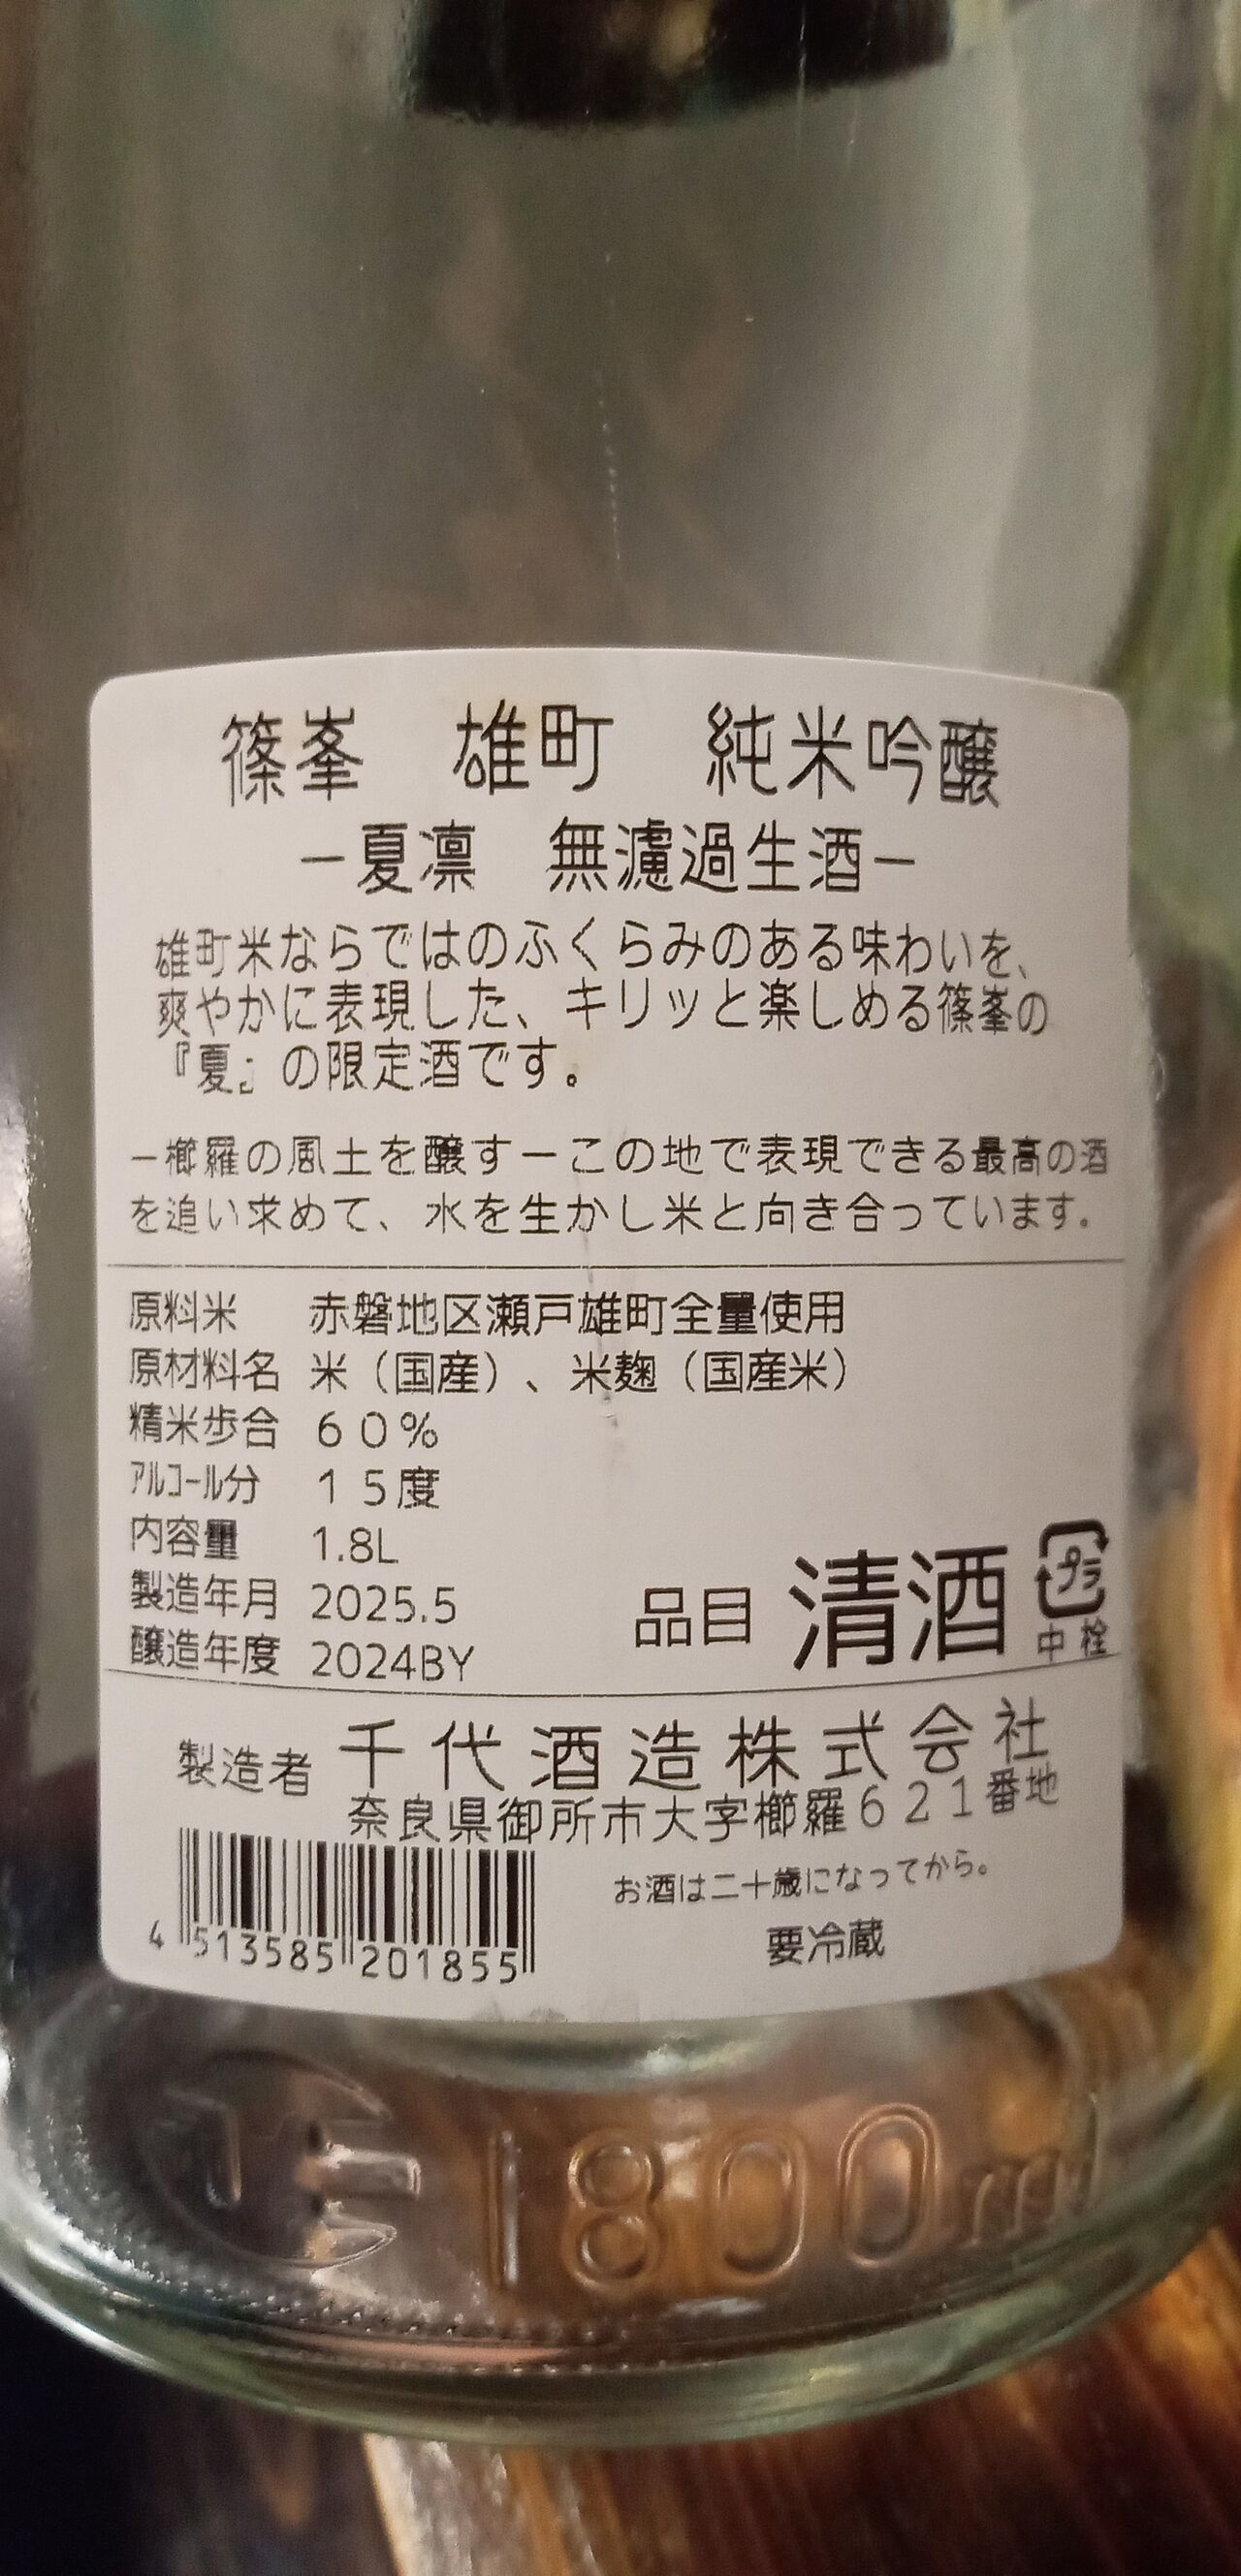 篠峯　雄町　純米吟醸
－夏凛　無濾過生酒－
雄町米ならではのふくらみのある味わいを、
爽やかに表現した、キリッと楽しめる篠峯の
『夏』の限定酒です。
－櫛羅の風土を醸す－この地で表現できる最高の酒
を追い求めて、水を生かし米と向き合っています。
原料米　赤磐地区瀬戸雄町全量使用
原材料名　米（国産）、米麹（国産米）
精米歩合　６０％
ｱﾙｺｰﾙ分　１５度
内容量　1.8L
製造年月　2025.5
醸造年度　2024BY
品目　清酒
プラ
中栓
製造者　千代酒造株式会社
奈良県御所市大字櫛羅６２１番地
お酒は二十歳になってから。
要冷蔵
4 513585 201855
1800ml